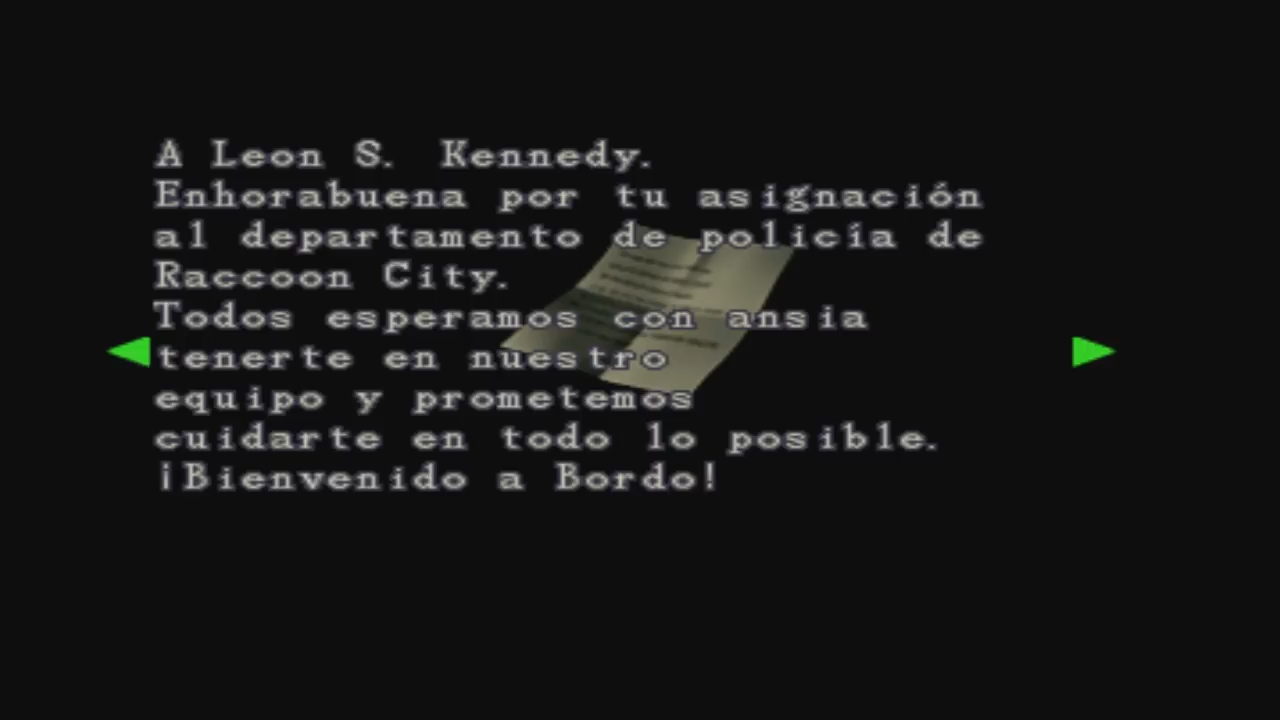 A Leon S. Kennedy.
Enhorabuena por tu asignación
al departamento de policía de
Raccoon City.
Todos esperamos con ansia
tenerte en nuestro
equipo y prometemos
cuidarte en todo lo posible.
¡Bienvenido a Bordo!